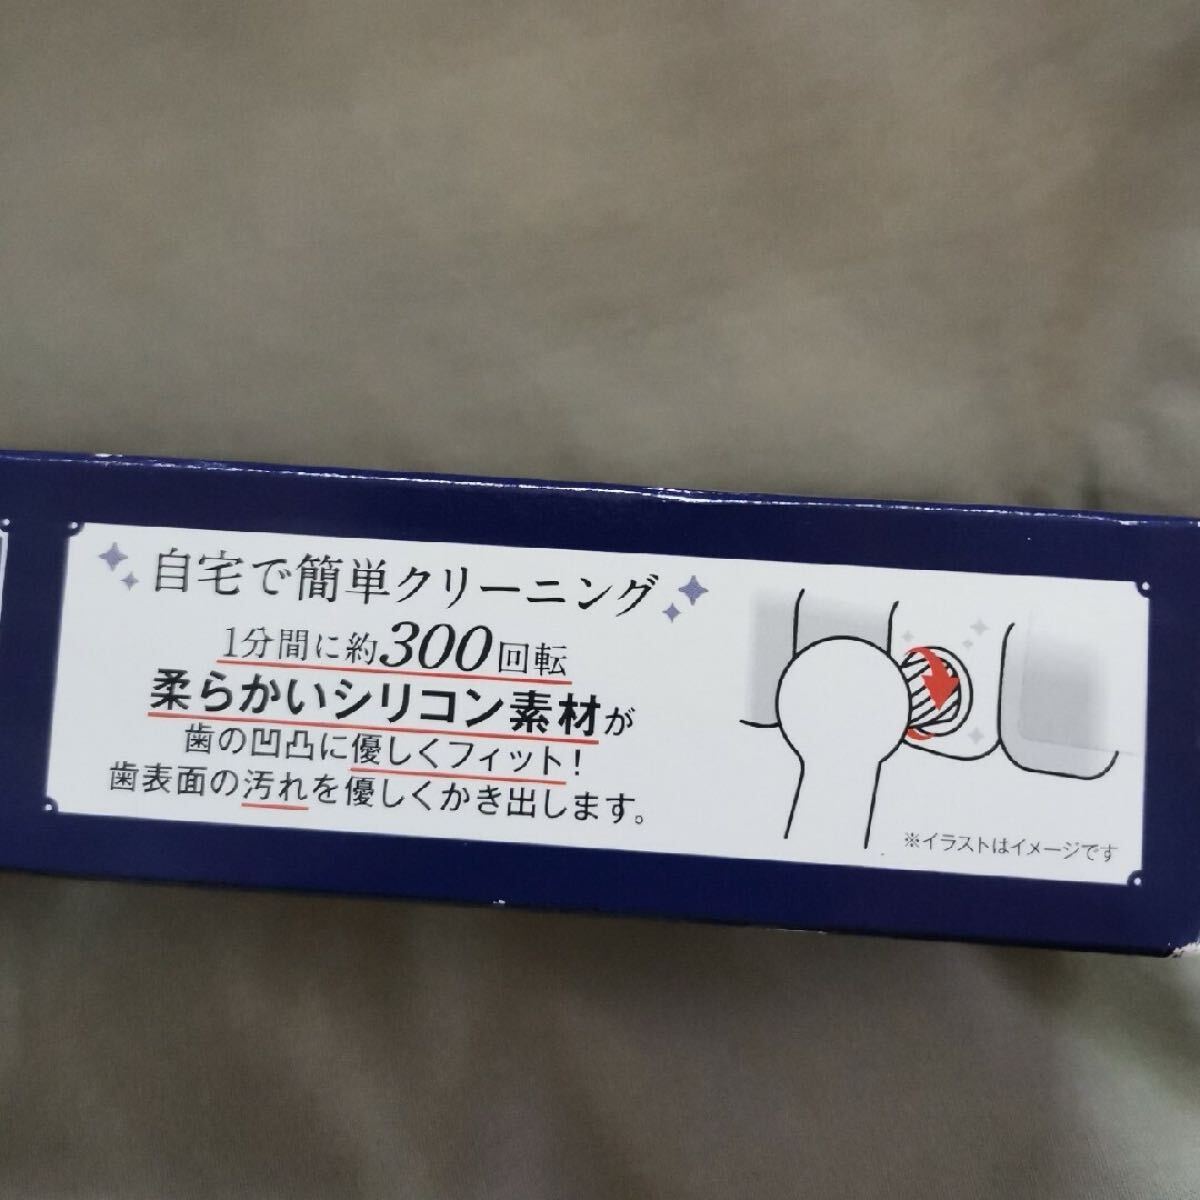 自宅で簡単クリーニング
1分間に約300回転
柔らかいシリコン素材が
歯の凹凸に優しくフィット!
歯表面の汚れを優しくかき出します。
※イラストはイメージです